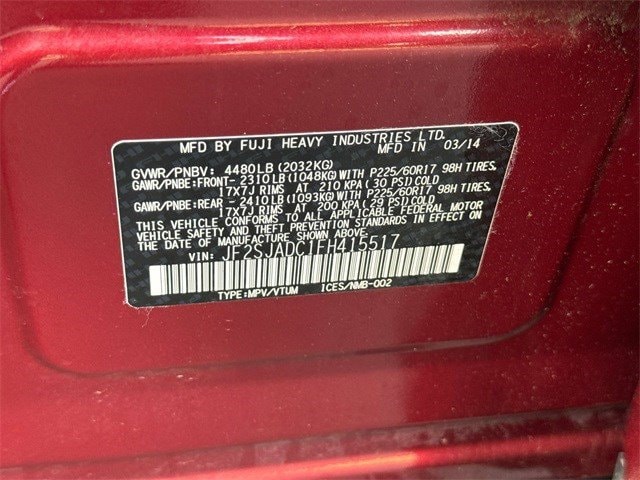 MFD BY FUJI HEAVY INDUSTRIES LTD.
MFD IN 03/14
GVWR/PNBV: 4480LB (2032KG)
GAWR/PNBE:FRONT- 2310LB (1048KG)WITH P225/60R17 98H TIRES,
17X7J RIMS AT 210 KPA ( 30 PSI) COLD
GAWR/PNBE:REAR - 2410LB (1093KG)WITH P225/60R17 98H TIRES,
17X7J RIMS AT 200 KPA ( 29 PSI) COLD
THIS VEHICLE CONFORMS TO ALL APPLICABLE FEDERAL MOTOR
VEHICLE SAFETY AND THEFT PREVENTION STANDARDS IN EFFECT
ON THE DATE OF MANUFACTURE SHOWN ABOVE.
VIN: JF2SJADC1FH415517
TYPE:MPV/VTUM ICES/NMB-002